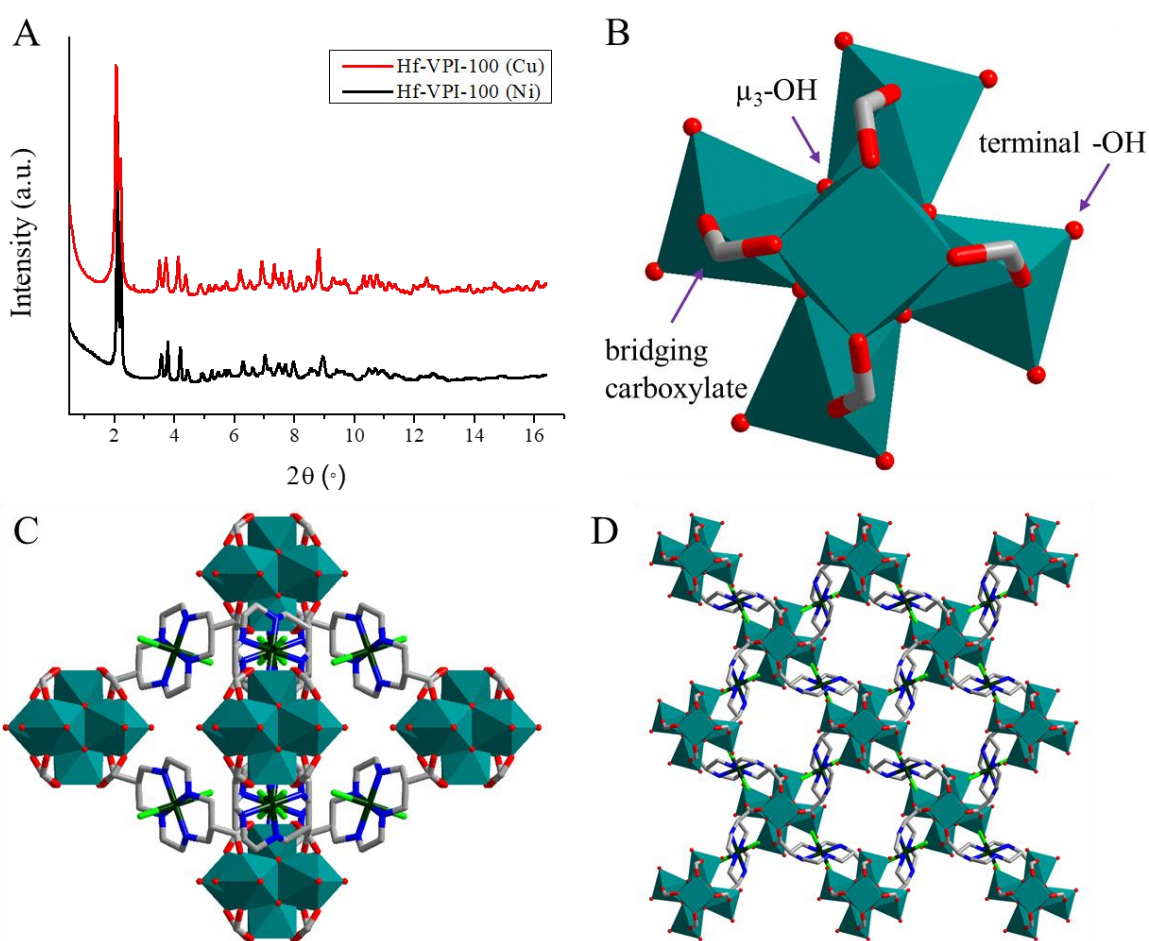 A
Hf-VPI-100 (Cu)
Hf-VPI-100 (Ni)
Intensity (a.u.)
2 4 6 8 10 12 14 16
2θ (◦)
B
μ₃-OH
terminal -OH
bridging
carboxylate
C
D